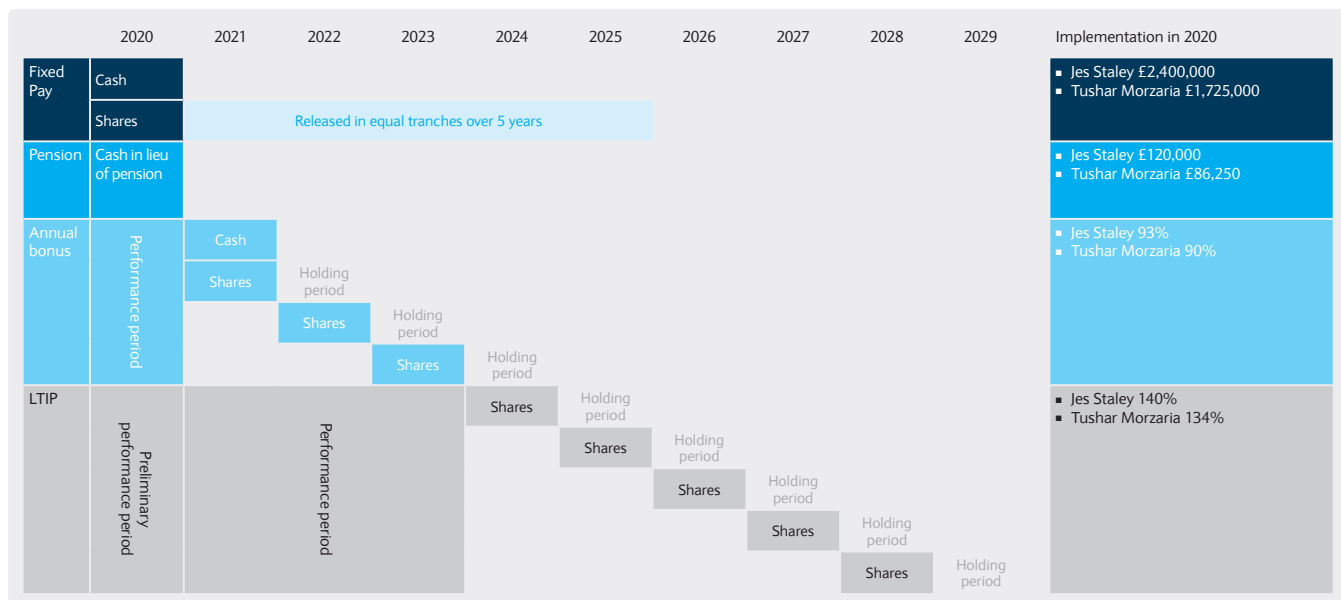 2020 2021 2022 2023 2024 2025 2026 2027 2028 2029 Implementation in 2020
Fixed
Pay
Cash
Shares
Released in equal tranches over 5 years
▪ Jes Staley £2,400,000
▪ Tushar Morzaria £1,725,000
Pension
Cash in lieu
of pension
▪ Jes Staley £120,000
▪ Tushar Morzaria £86,250
Annual
bonus
Performance period
Cash
Shares
Holding
period
Shares
Holding
period
Shares
Holding
period
▪ Jes Staley 93%
▪ Tushar Morzaria 90%
LTIP
Preliminary
performance period
Performance period
Shares
Holding
period
Shares
Holding
period
Shares
Holding
period
Shares
Holding
period
Shares
Holding
period
▪ Jes Staley 140%
▪ Tushar Morzaria 134%